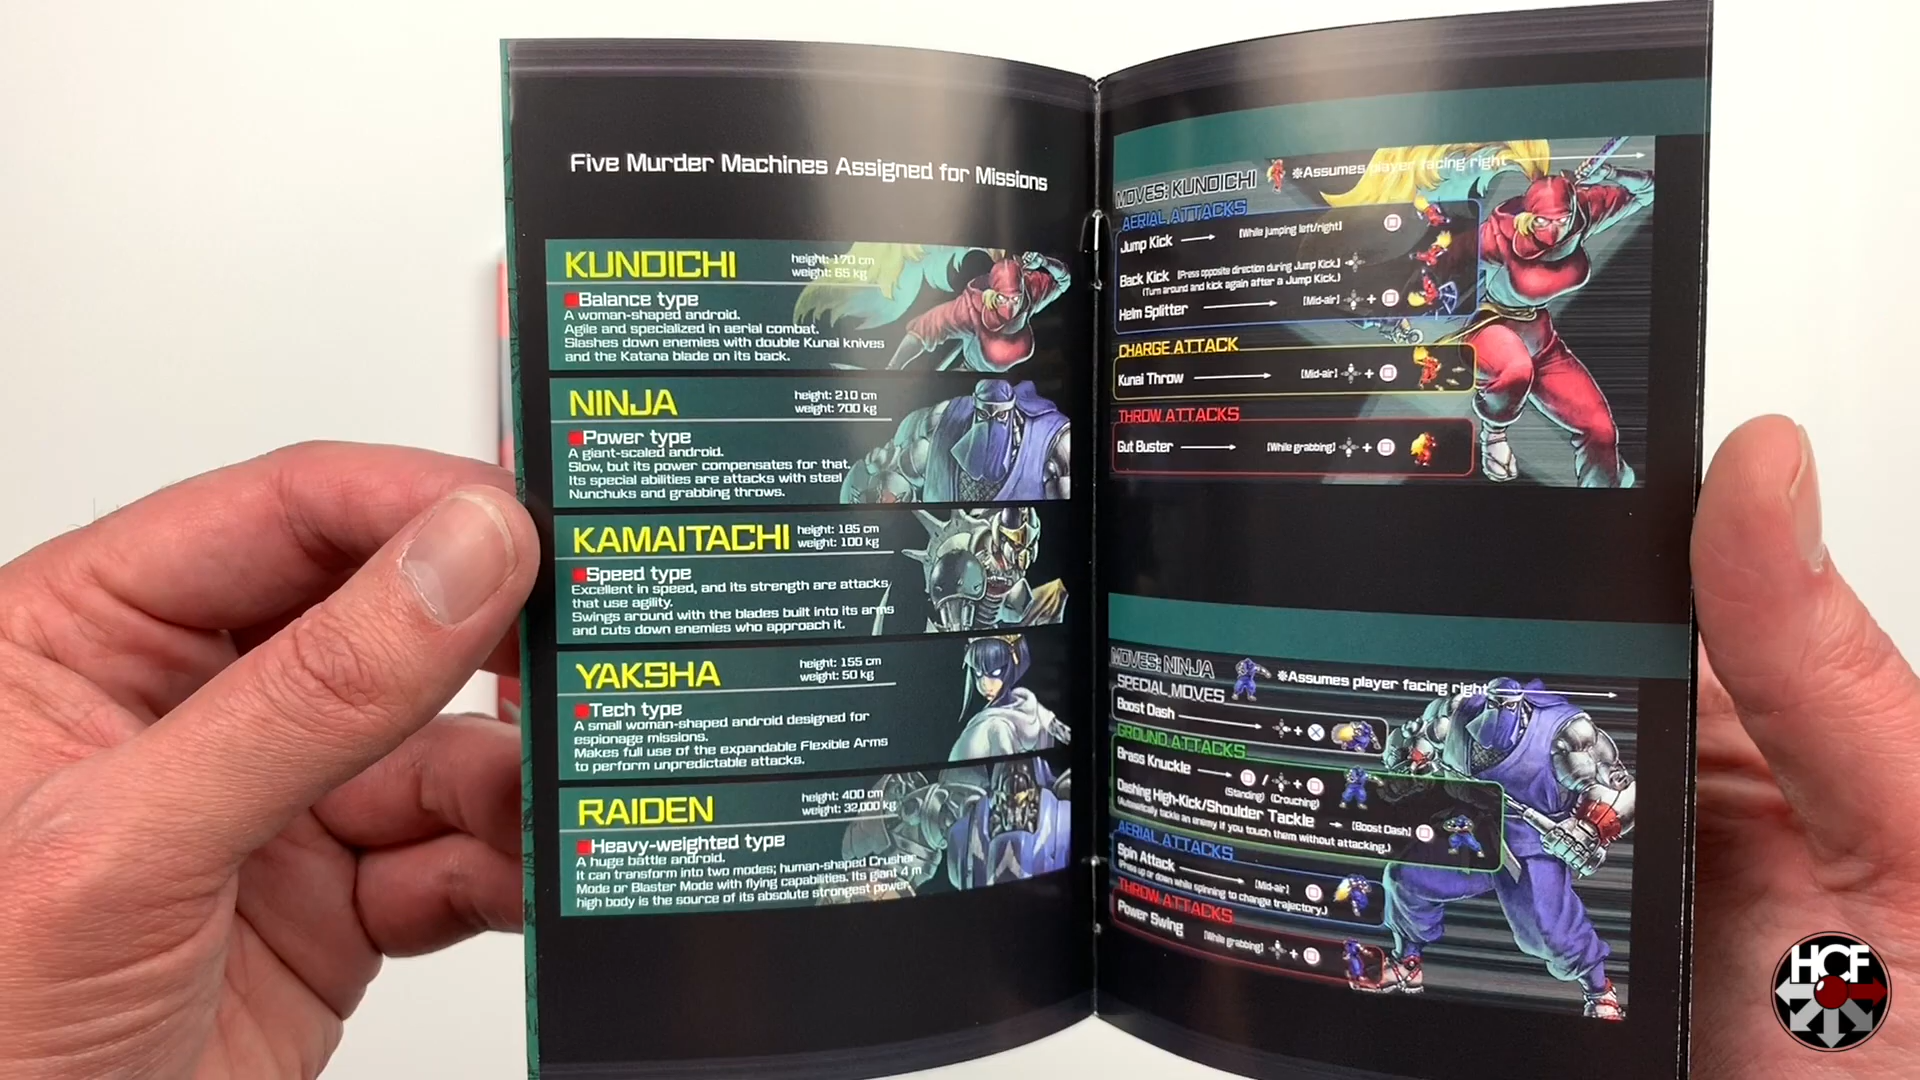 Five Murder Machines Assigned for Missions
KUNOICHI
height: 170 cm
weight: 65 kg
Balance type
A woman-shaped android.
Agile and specialized in aerial combat.
Slashes down enemies with double Kunai knives
and the Katana blade on its back.
NINJA
height: 210 cm
weight: 700 kg
Power type
A giant-scaled android.
Slow, but its power compensates for that.
Its special abilities are attacks with steel
Nunchuks and grabbing throws.
KAMAITACHI
height: 185 cm
weight: 100 kg
Speed type
Excellent in speed, and its strength are attacks
that use agility.
Swings around with the blades built into its arms
and cuts down enemies who approach it.
YAKSHA
height: 155 cm
weight: 50 kg
Tech type
A small woman-shaped android designed for
espionage missions.
Makes full use of the expandable Flexible Arms
to perform unpredictable attacks.
RAIDEN
height: 400 cm
weight: 32,000 kg
Heavy-weighted type
A huge battle android.
It can transform into two modes; human-shaped Crusher
Mode or Blaster Mode with flying capabilities. Its giant 4 m
high body is the source of its absolute strongest power.
MOVES: KUNOICHI
※Assumes player facing right
AERIAL ATTACKS
Jump Kick [While jumping left/right]
Back Kick [Press opposite direction during Jump Kick.]
(Turn around and kick again after a Jump Kick.)
Helm Splitter [Mid-air] +
CHARGE ATTACK
Kunai Throw [Mid-air] +
THROW ATTACKS
Gut Buster [While grabbing] +
MOVES: NINJA
※Assumes player facing right
SPECIAL MOVES
Boost Dash +
GROUND ATTACKS
Brass Knuckle / +
(Standing) (Crouching)
Dashing High-Kick/Shoulder Tackle [Boost Dash]
(Automatically tackle an enemy if you touch them without attacking.)
AERIAL ATTACKS
Spin Attack [Mid-air]
(Press up or down while spinning to change trajectory.)
THROW ATTACKS
Power Swing [While grabbing] +
HCF